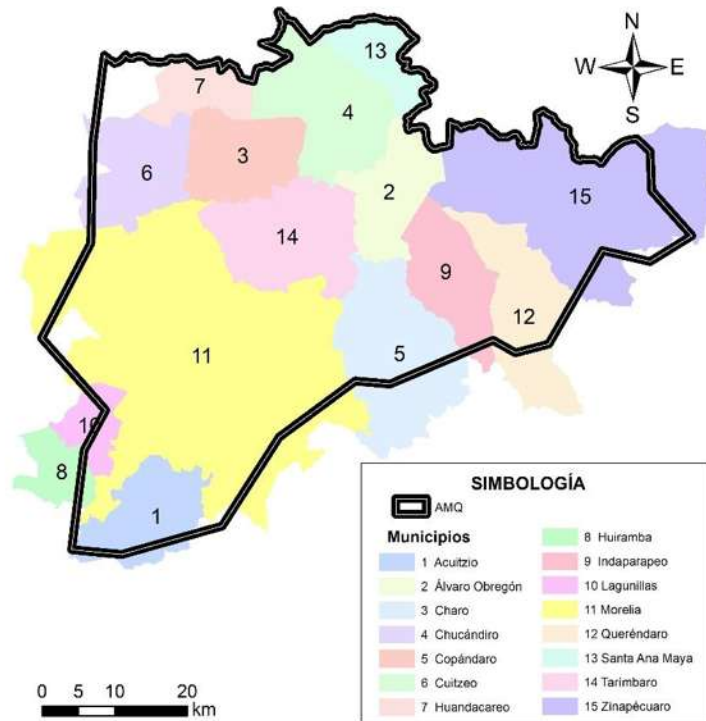 N
W E
S
13
7
4
3
6
2
15
14
9
12
11
5
10
8
1
SIMBOLOGÍA
AMQ
Municipios
1 Acuitzio
2 Álvaro Obregón
3 Charo
4 Chucándiro
5 Copándaro
6 Cuitzeo
7 Huandacareo
8 Huiramba
9 Indaparapeo
10 Lagunillas
11 Morelia
12 Queréndaro
13 Santa Ana Maya
14 Tarímbaro
15 Zinapécuaro
0 5 10 20
km